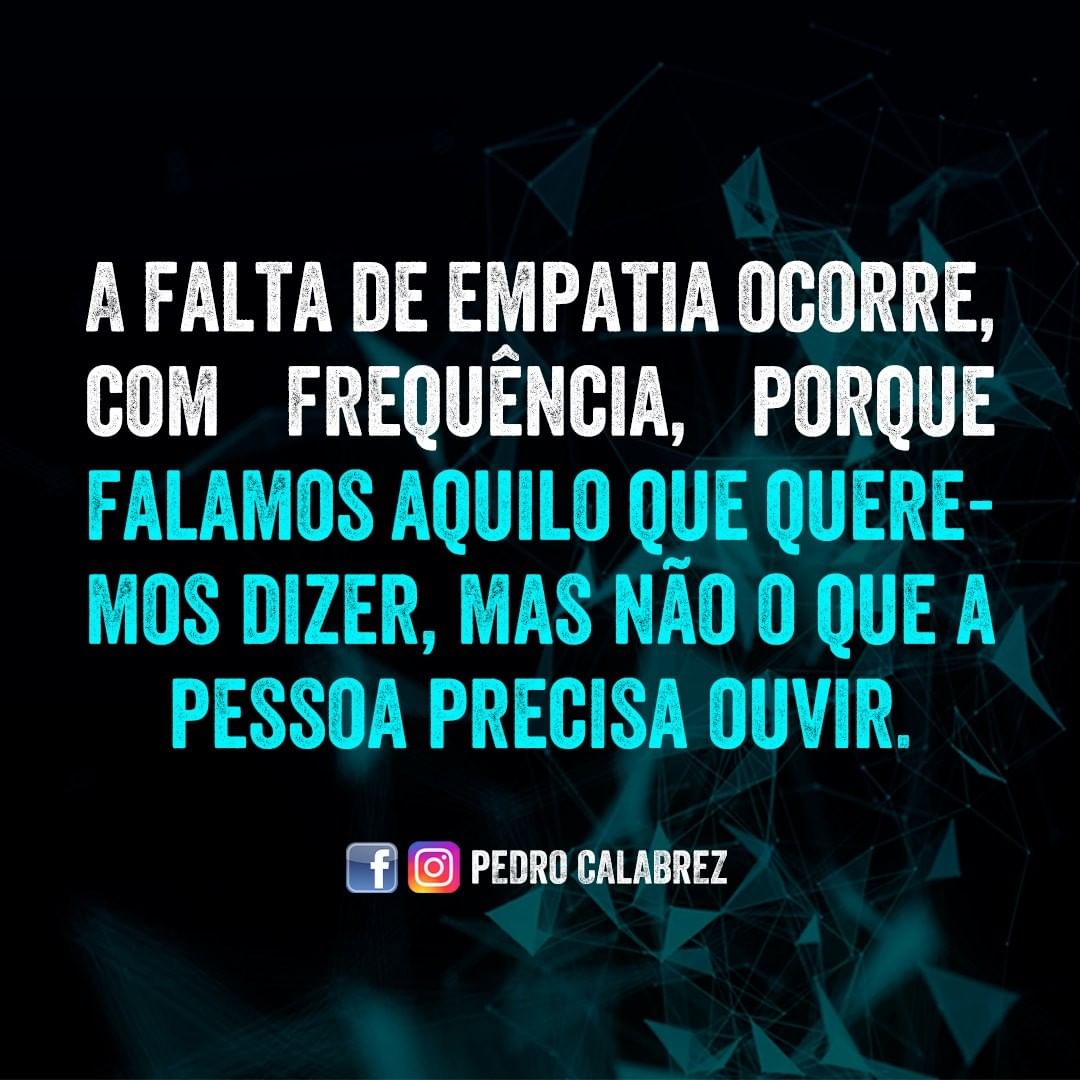 A FALTA DE EMPATIA OCORRE,
COM FREQUÊNCIA, PORQUE
FALAMOS AQUILO QUE QUERE-
MOS DIZER, MAS NÃO O QUE A
PESSOA PRECISA OUVIR.
f PEDRO CALABREZ